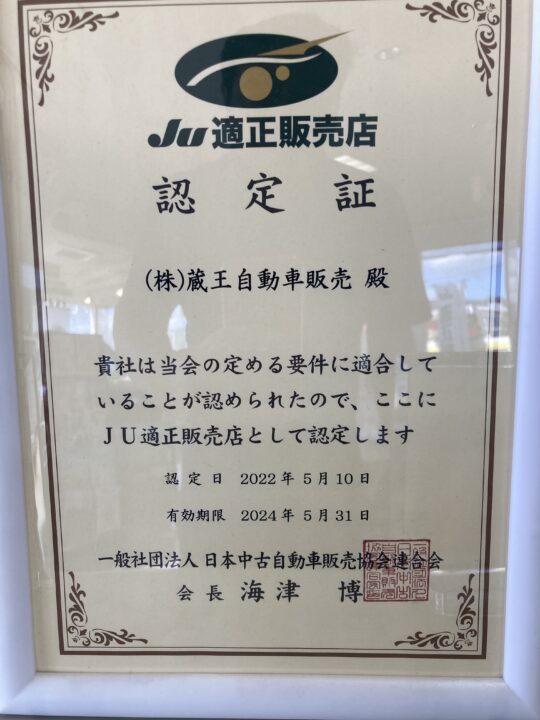 JU 適正販売店
認定証
(株)蔵王自動車販売 殿
貴社は当会の定める要件に適合して
いることが認められたので、ここに
JU適正販売店として認定します
認定日 2022年5月10日
有効期限 2024年5月31日
一般社団法人 日本中古自動車販売協会連合会
会長 海津 博